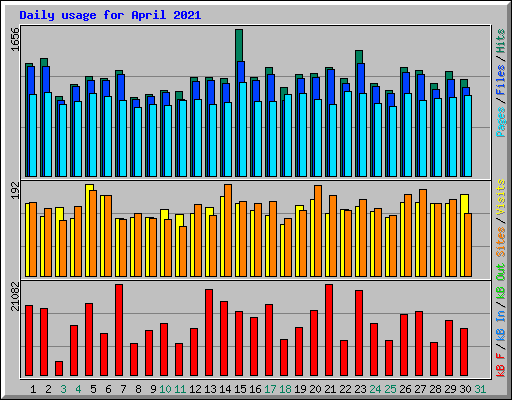 Daily usage for April 2021
1656
Pages / Files / Hits
192
Sites / Visits
21082
kB F / kB In / kB Out
1 2 3 4 5 6 7 8 9 10 11 12 13 14 15 16 17 18 19 20 21 22 23 24 25 26 27 28 29 30 31